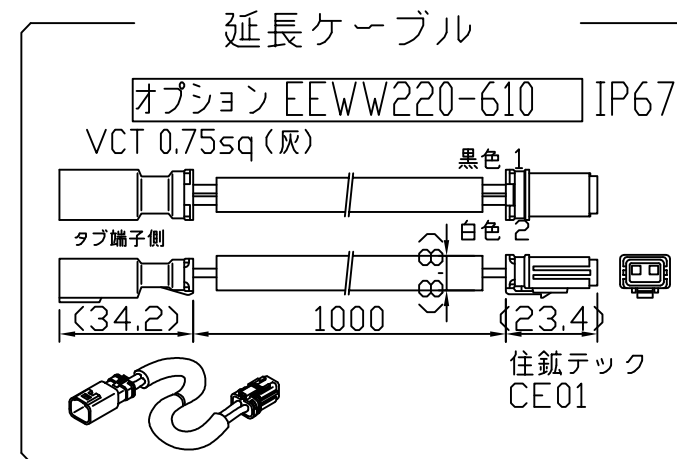 延長ケーブル
オプション EEWW220-610 IP67
VCT 0.75sq (灰)
黒色 1
白色 2
タブ端子側
(8.8)
(34.2) 1000 (23.4)
住鉱テック
CE01